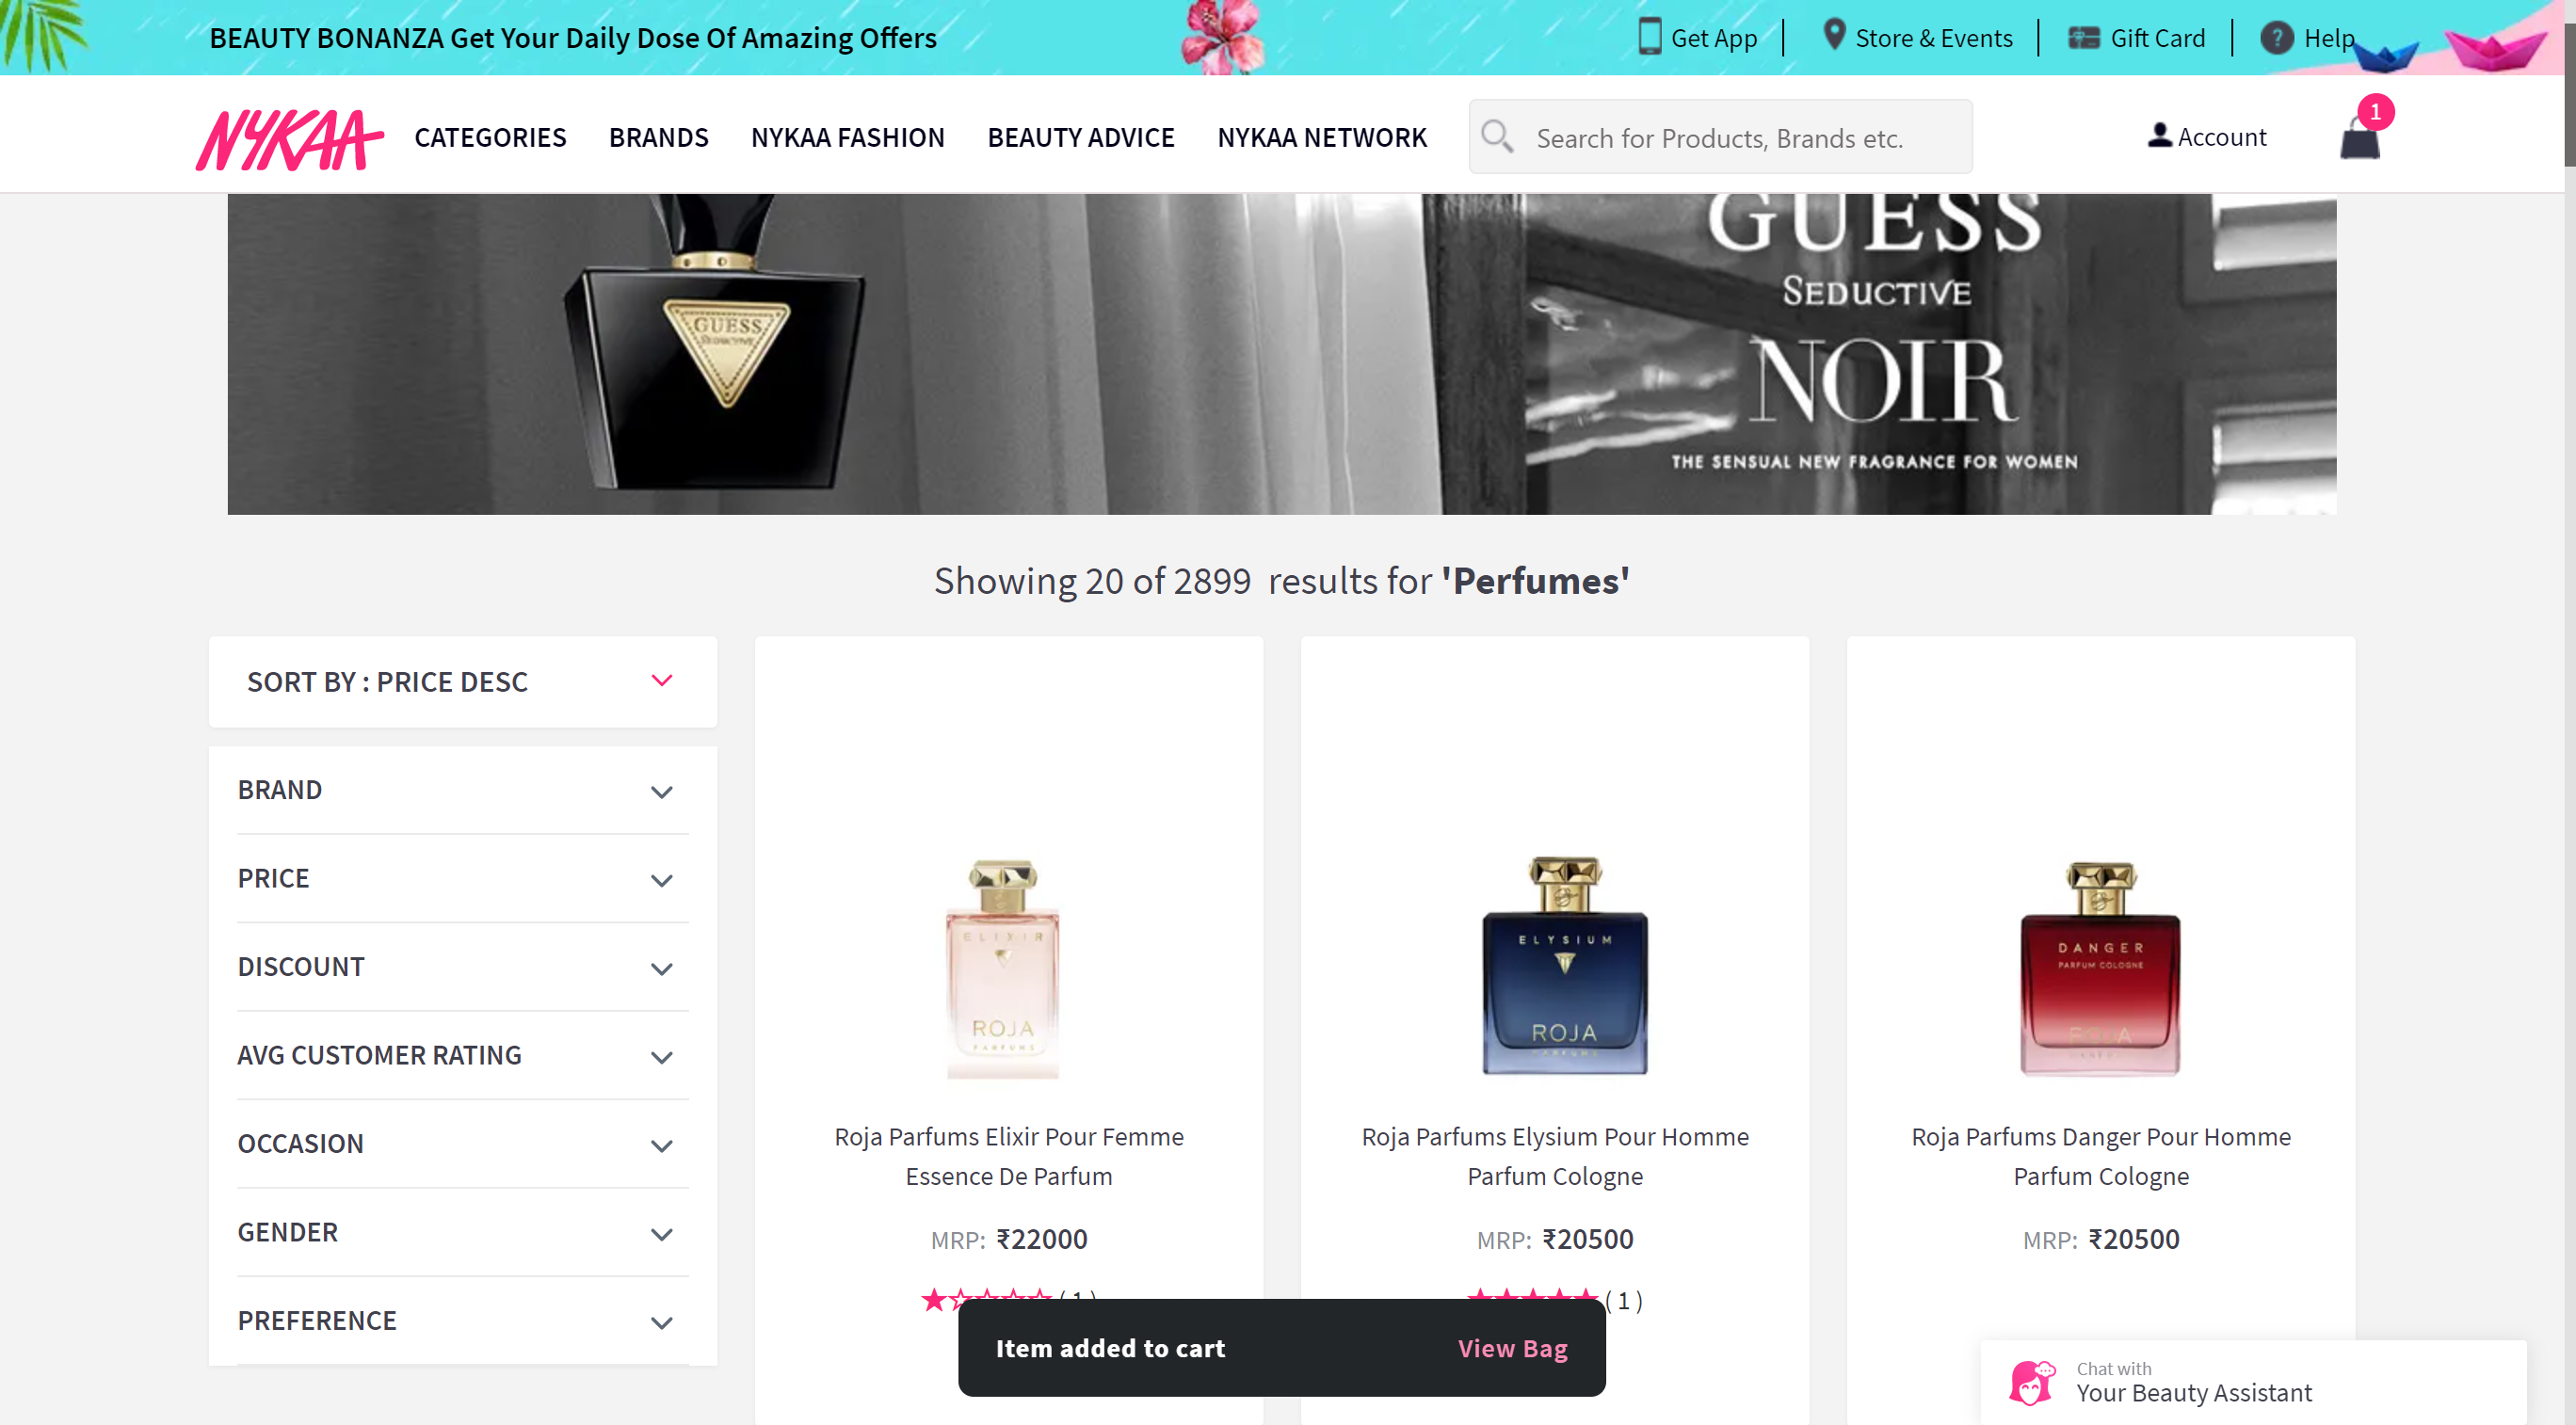 BEAUTY BONANZA Get Your Daily Dose Of Amazing Offers
Get App
Store & Events
Gift Card
? Help
NYKAA
CATEGORIES
BRANDS
NYKAA FASHION
BEAUTY ADVICE
NYKAA NETWORK
Search for Products, Brands etc.
Account
1
GUESS
SEDUCTIVE
GUESS
SEDUCTIVE
NOIR
THE SENSUAL NEW FRAGRANCE FOR WOMEN
Showing 20 of 2899 results for 'Perfumes'
SORT BY : PRICE DESC
BRAND
PRICE
DISCOUNT
AVG CUSTOMER RATING
OCCASION
GENDER
PREFERENCE
ELIXIR
ROJA
PARFUMS
Roja Parfums Elixir Pour Femme
Essence De Parfum
MRP: ₹22000
( 1 )
ELYSIUM
ROJA
PARFUMS
Roja Parfums Elysium Pour Homme
Parfum Cologne
MRP: ₹20500
( 1 )
DANGER
PARFUM COLOGNE
ROJA
Roja Parfums Danger Pour Homme
Parfum Cologne
MRP: ₹20500
Item added to cart
View Bag
Chat with
Your Beauty Assistant